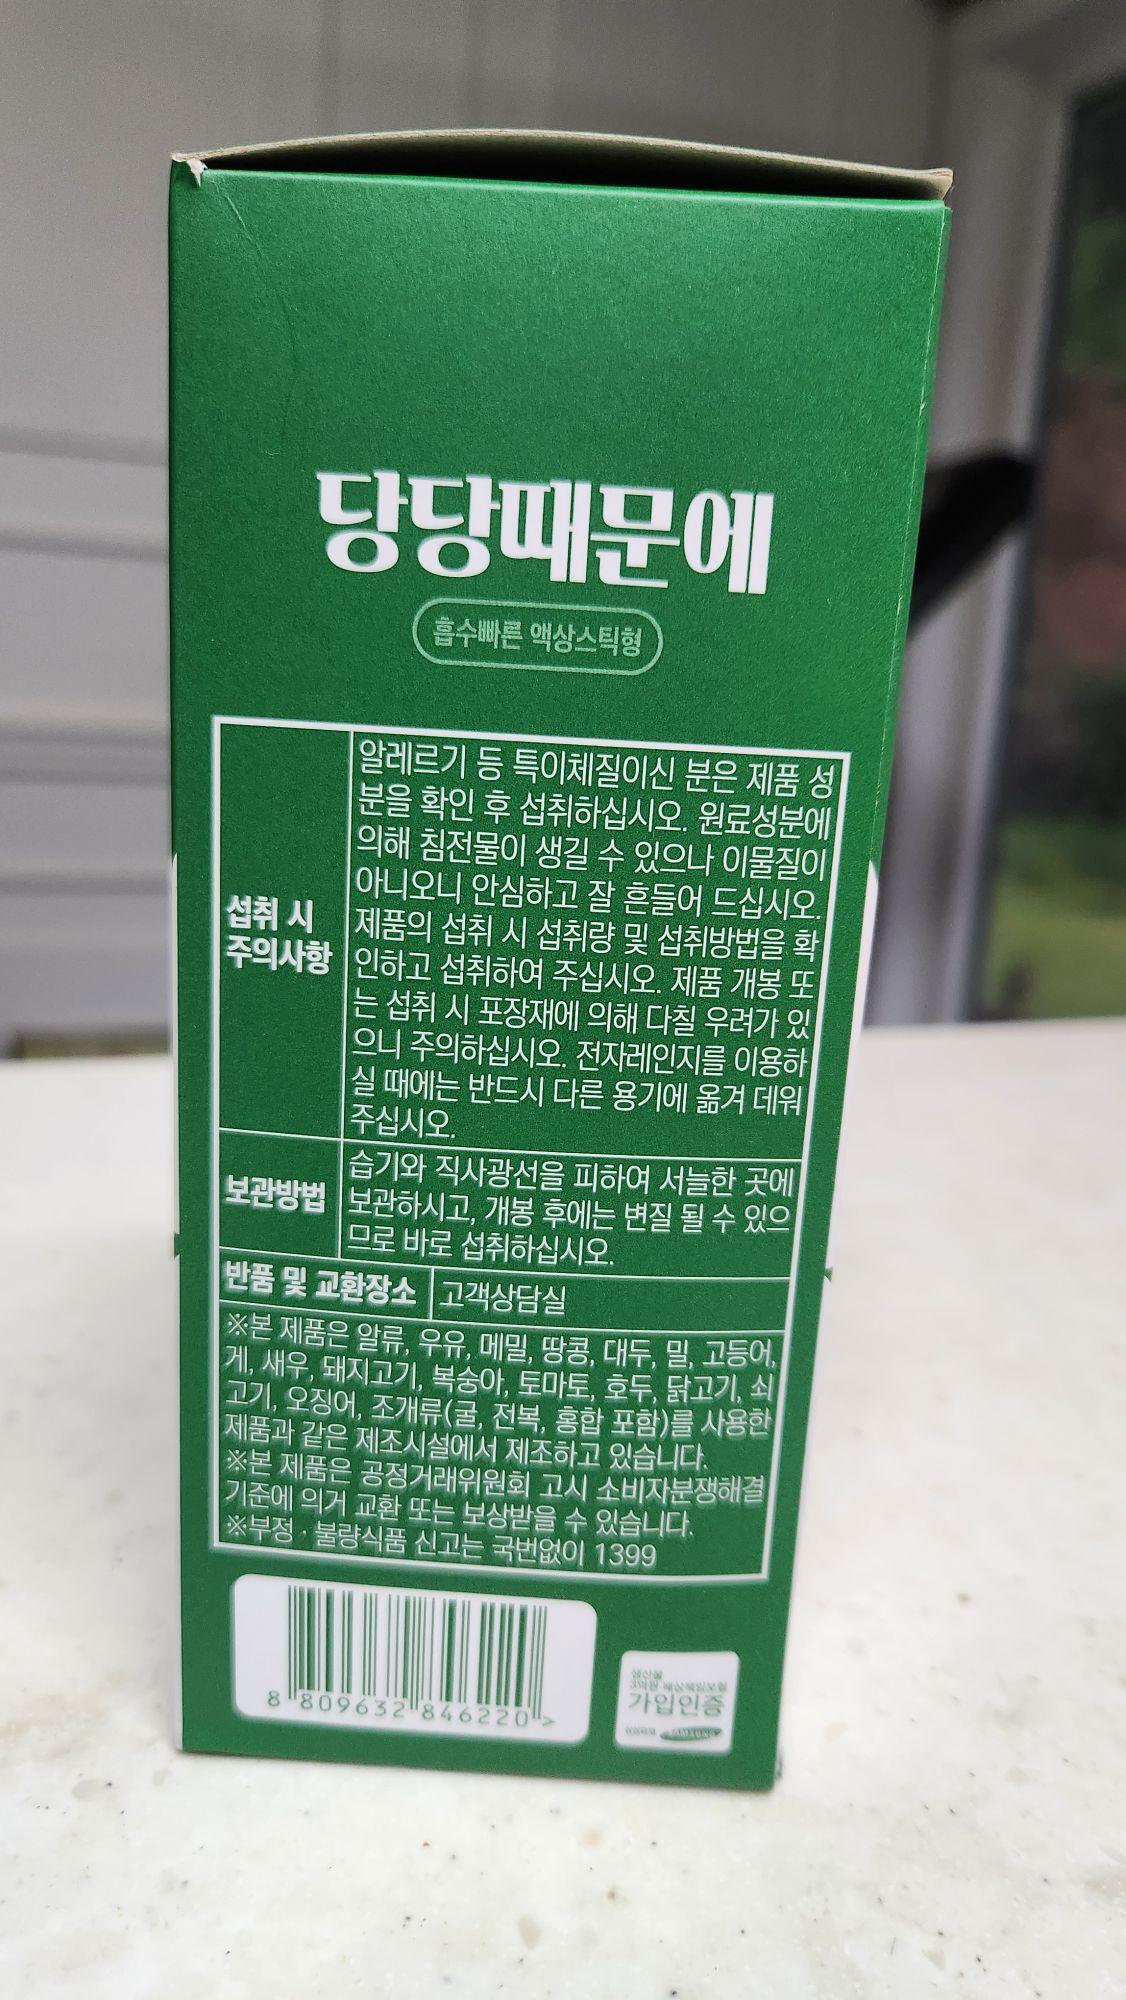 당당때문에
흡수빠른 액상스틱형
섭취 시
주의사항
알레르기 등 특이체질이신 분은 제품 성
분을 확인 후 섭취하십시오. 원료성분에
의해 침전물이 생길 수 있으나 이물질이
아니오니 안심하고 잘 흔들어 드십시오.
제품의 섭취 시 섭취량 및 섭취방법을 확
인하고 섭취하여 주십시오. 제품 개봉 또
는 섭취 시 포장재에 의해 다칠 우려가 있
으니 주의하십시오. 전자레인지를 이용하
실 때에는 반드시 다른 용기에 옮겨 데워
주십시오.
보관방법
습기와 직사광선을 피하여 서늘한 곳에
보관하시고, 개봉 후에는 변질 될 수 있으
므로 바로 섭취하십시오.
반품 및 교환장소 고객상담실
※본 제품은 알류, 우유, 메밀, 땅콩, 대두, 밀, 고등어,
게, 새우, 돼지고기, 복숭아, 토마토, 호두, 닭고기, 쇠
고기, 오징어, 조개류(굴, 전복, 홍합 포함)를 사용한
제품과 같은 제조시설에서 제조하고 있습니다.
※본 제품은 공정거래위원회 고시 소비자분쟁해결
기준에 의거 교환 또는 보상받을 수 있습니다.
※부정 · 불량식품 신고는 국번없이 1399
8 809632 846220 >
생산물
3억원 배상책임보험
가입인증
SAMSUNG